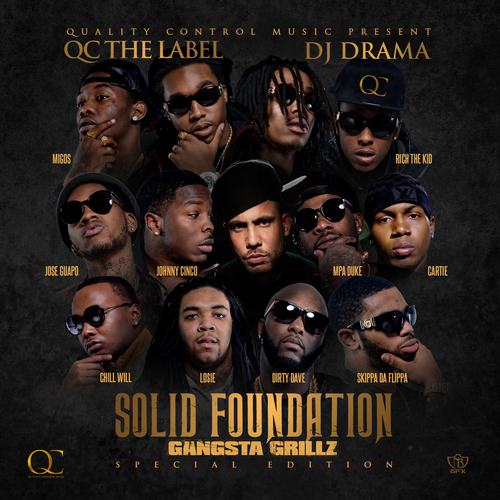 QUALITY CONTROL MUSIC PRESENT
QC THE LABEL DJ DRAMA
QC
MIGOS RICH THE KID
JOSE GUAPO JOHNNY CINCO MPA DUKE CARTIE
CHILL WILL LOSIE DIRTY DAVE SKIPPA DA FLIPPA
SOLID FOUNDATION
GANGSTA GRILLZ
SPECIAL EDITION
QC
GFX